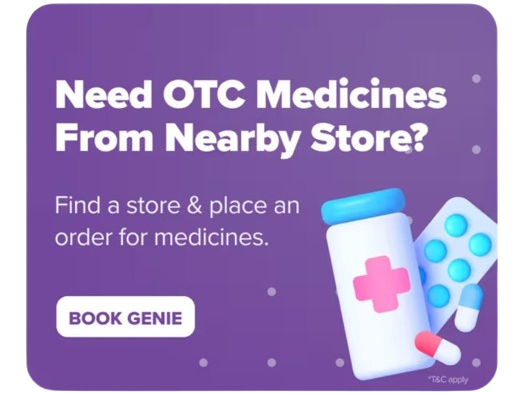 Need OTC Medicines
From Nearby Store?
Find a store & place an
order for medicines.
BOOK GENIE
*T&C apply